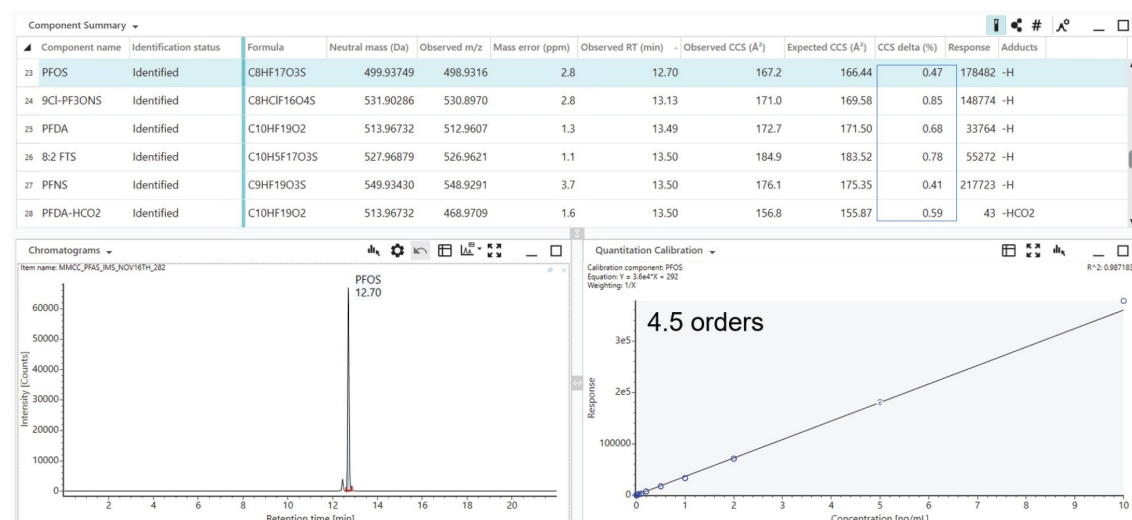 Component Summary
Component name Identification status Formula Neutral mass (Da) Observed m/z Mass error (ppm) Observed RT (min) Observed CCS (Å²) Expected CCS (Å²) CCS delta (%) Response Adducts
23 PFOS Identified C8HF17O3S 499.93749 498.9316 2.8 12.70 167.2 166.44 0.47 178482 -H
24 9Cl-PF3ONS Identified C8HClF16O4S 531.90286 530.8970 2.8 13.13 171.0 169.58 0.85 148774 -H
25 PFDA Identified C10HF19O2 513.96732 512.9607 1.3 13.49 172.7 171.50 0.68 33764 -H
26 8:2 FTS Identified C10H5F17O3S 527.96879 526.9621 1.1 13.50 184.9 183.52 0.78 55272 -H
27 PFNS Identified C9HF19O3S 549.93430 548.9291 3.7 13.50 176.1 175.35 0.41 217723 -H
28 PFDA-HCO2 Identified C10HF19O2 513.96732 468.9709 1.6 13.50 156.8 155.87 0.59 43 -HCO2
Chromatograms
Item name: MMCC_PFAS_IMS_NOV16TH_282
PFOS
12.70
60000
50000
40000
30000
20000
10000
0
Intensity [Counts]
2 4 6 8 10 12 14 16 18 20
Retention time [min]
Quantitation Calibration
Calibration component: PFOS
Equation: Y = 3.6e4*X + 292
Weighting: 1/X
R^2: 0.987183
4.5 orders
3e5
2e5
100000
0
Response
0 1 2 3 4 5 6 7 8 9 10
Concentration [ng/mL]